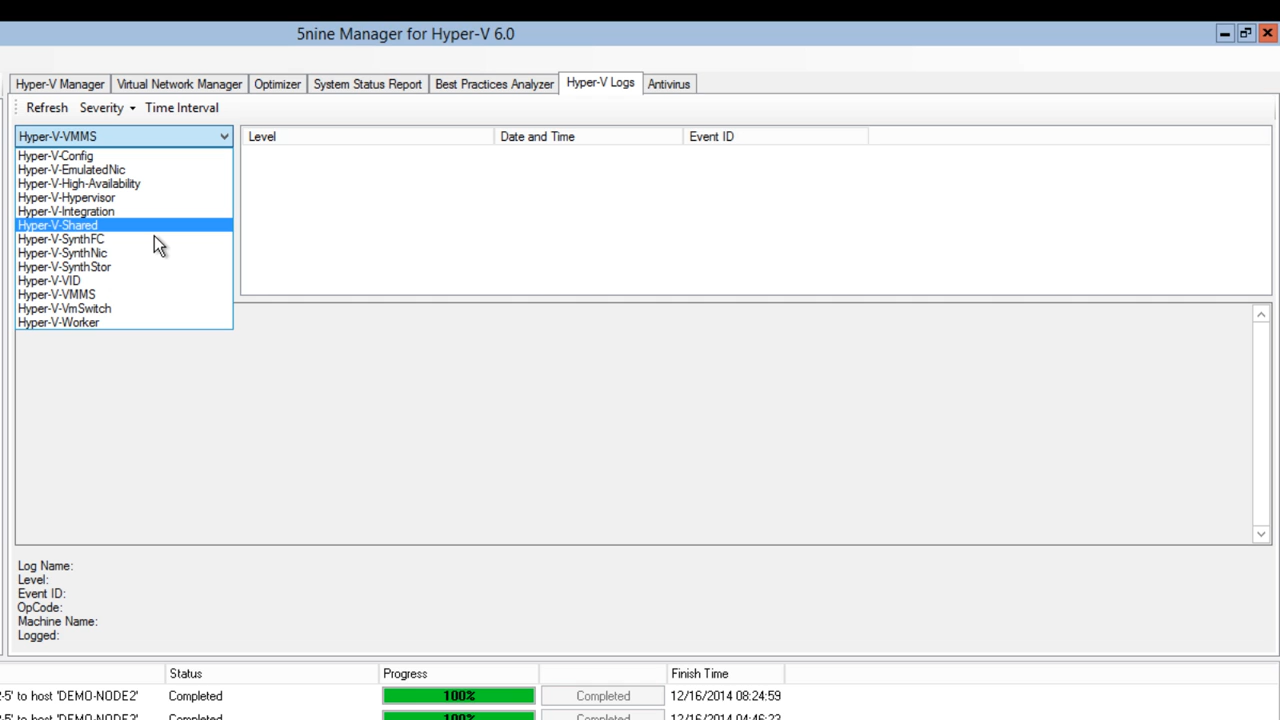 5nine Manager for Hyper-V 6.0
Hyper-V Manager Virtual Network Manager Optimizer System Status Report Best Practices Analyzer Hyper-V Logs Antivirus
Refresh Severity Time Interval
Hyper-V-VMMS Level Date and Time Event ID
Hyper-V-Config
Hyper-V-EmulatedNic
Hyper-V-High-Availability
Hyper-V-Hypervisor
Hyper-V-Integration
Hyper-V-Shared
Hyper-V-SynthFC
Hyper-V-SynthNic
Hyper-V-SynthStor
Hyper-V-VID
Hyper-V-VMMS
Hyper-V-VmSwitch
Hyper-V-Worker
Log Name:
Level:
Event ID:
OpCode:
Machine Name:
Logged:
Status Progress Finish Time
2-5' to host 'DEMO-NODE2' Completed 100% Completed 12/16/2014 08:24:59
2-5' to host 'DEMO-NODE2' Completed 100% Completed 12/16/2014 04:46:23